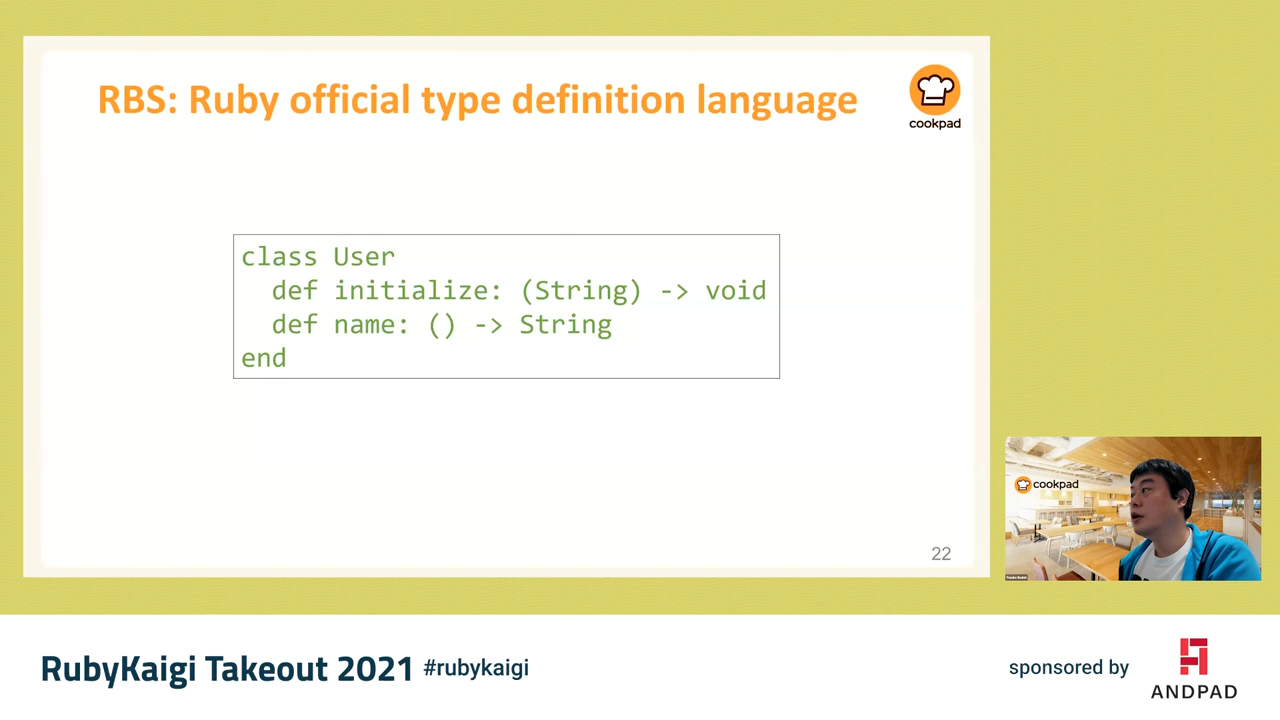 RBS: Ruby official type definition language
cookpad
class User
  def initialize: (String) -> void
  def name: () -> String
end
22
cookpad
RubyKaigi Takeout 2021 #rubykaigi
sponsored by
ANDPAD